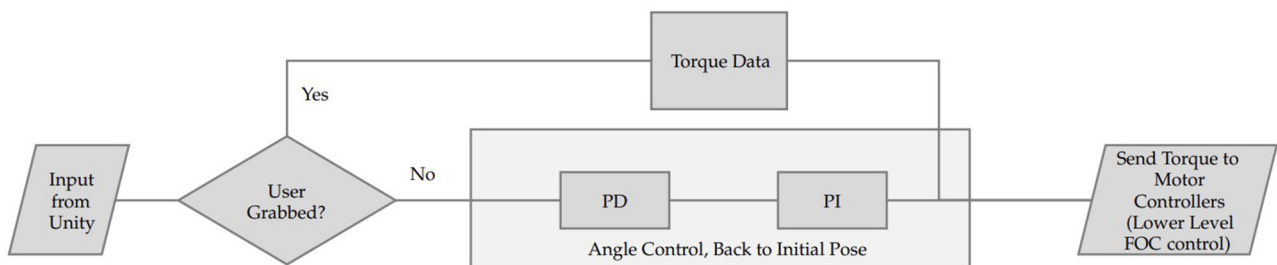 Torque Data
Yes
Input
from
Unity
User
Grabbed?
No
PD
PI
Angle Control, Back to Initial Pose
Send Torque to
Motor
Controllers
(Lower Level
FOC control)